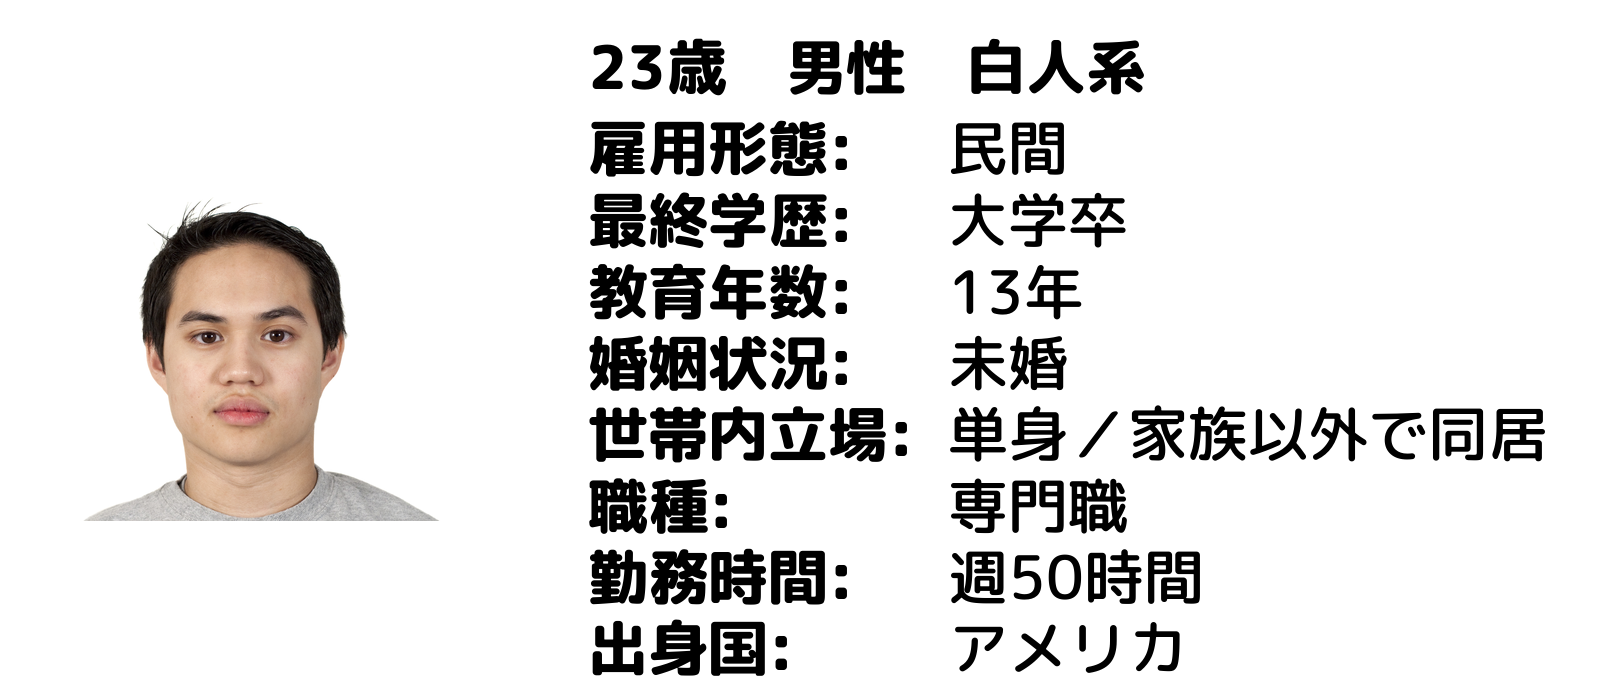 23歳　男性　白人系
雇用形態:　民間
最終学歴:　大学卒
教育年数:　13年
婚姻状況:　未婚
世帯内立場:　単身／家族以外で同居
職種:　専門職
勤務時間:　週50時間
出身国:　アメリカ